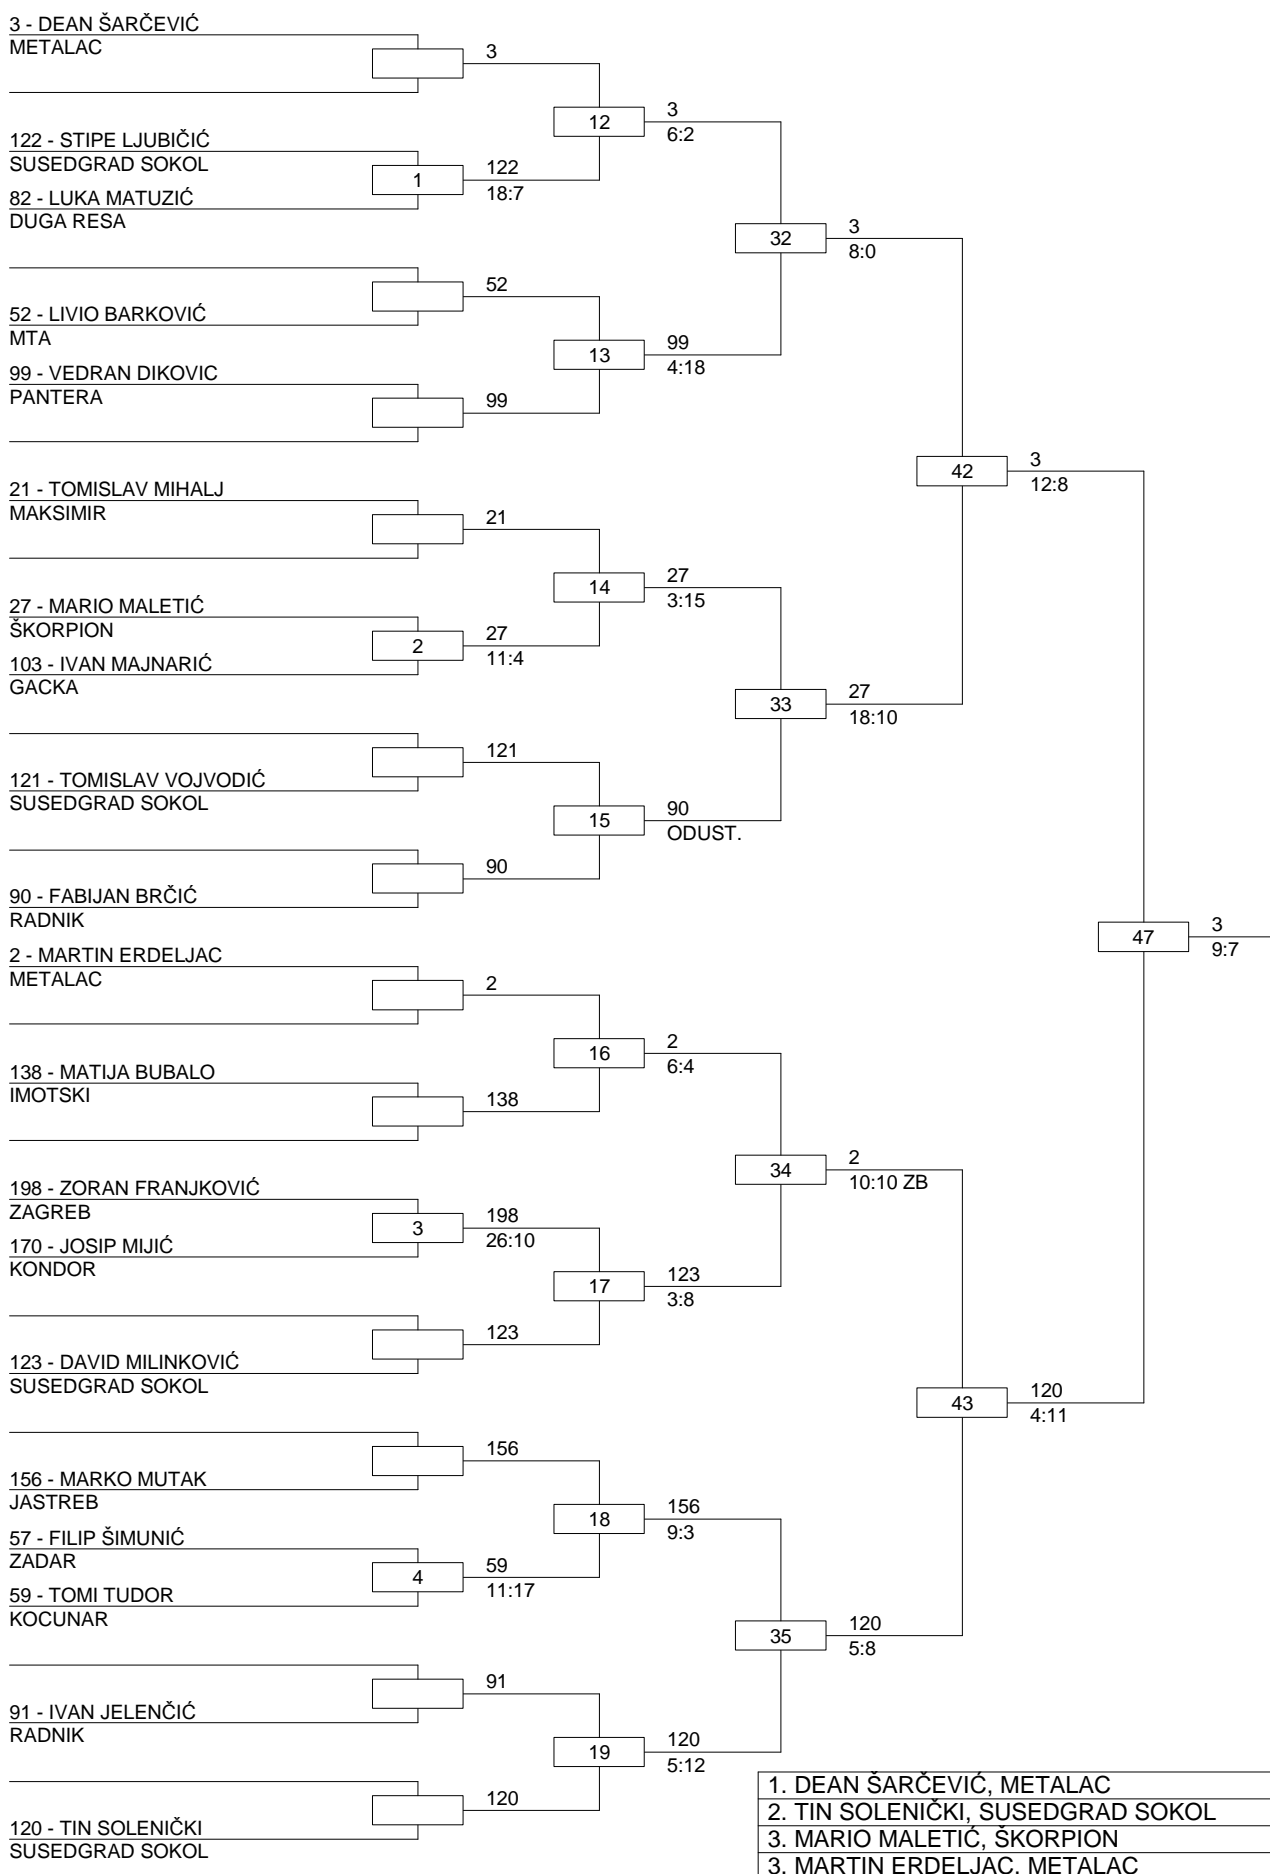 3 - DEAN ŠARČEVIĆ
METALAC
3
12
3
6:2
122 - STIPE LJUBIČIĆ
SUSEDGRAD SOKOL
1
122
18:7
82 - LUKA MATUZIĆ
DUGA RESA
32
3
8:0
52
52 - LIVIO BARKOVIĆ
MTA
13
99
4:18
99 - VEDRAN DIKOVIC
PANTERA
99
42
3
12:8
21 - TOMISLAV MIHALJ
MAKSIMIR
21
14
27
3:15
27 - MARIO MALETIĆ
ŠKORPION
2
27
11:4
103 - IVAN MAJNARIĆ
GACKA
33
27
18:10
121
121 - TOMISLAV VOJVODIĆ
SUSEDGRAD SOKOL
15
90
ODUST.
90
90 - FABIJAN BRČIĆ
RADNIK
47
3
9:7
2 - MARTIN ERDELJAC
METALAC
2
16
2
6:4
138 - MATIJA BUBALO
IMOTSKI
138
34
2
10:10 ZB
198 - ZORAN FRANJKOVIĆ
ZAGREB
3
198
26:10
170 - JOSIP MIJIĆ
KONDOR
17
123
3:8
123
123 - DAVID MILINKOVIĆ
SUSEDGRAD SOKOL
43
120
4:11
156
156 - MARKO MUTAK
JASTREB
18
156
9:3
57 - FILIP ŠIMUNIĆ
ZADAR
4
59
11:17
59 - TOMI TUDOR
KOCUNAR
35
120
5:8
91
91 - IVAN JELENČIĆ
RADNIK
19
120
5:12
120
120 - TIN SOLENIČKI
SUSEDGRAD SOKOL
1. DEAN ŠARČEVIĆ, METALAC
2. TIN SOLENIČKI, SUSEDGRAD SOKOL
3. MARIO MALETIĆ, ŠKORPION
3. MARTIN ERDELJAC, METALAC